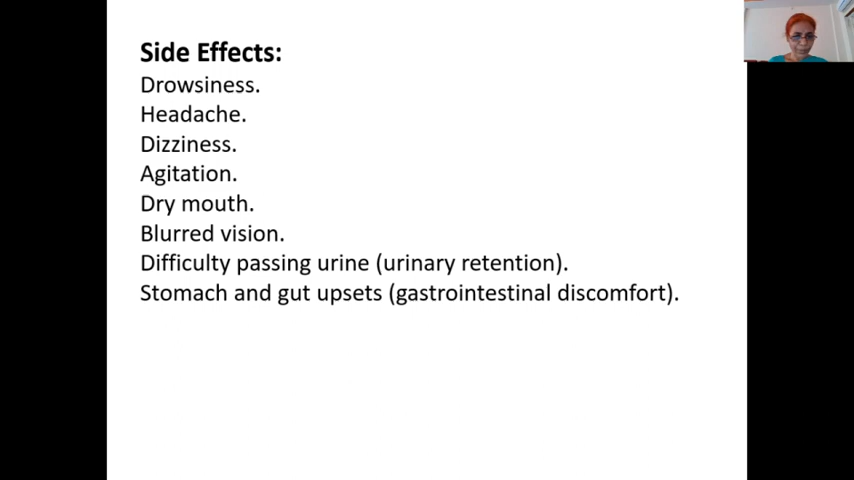 Side Effects:
Drowsiness.
Headache.
Dizziness.
Agitation.
Dry mouth.
Blurred vision.
Difficulty passing urine (urinary retention).
Stomach and gut upsets (gastrointestinal discomfort).